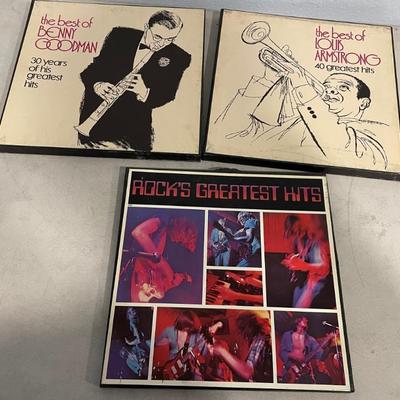 the best of
BENNY
GOODMAN
30 years
of his
greatest
hits
the best of
LOUIS
ARMSTRONG
40 greatest hits
ROCK'S GREATEST HITS